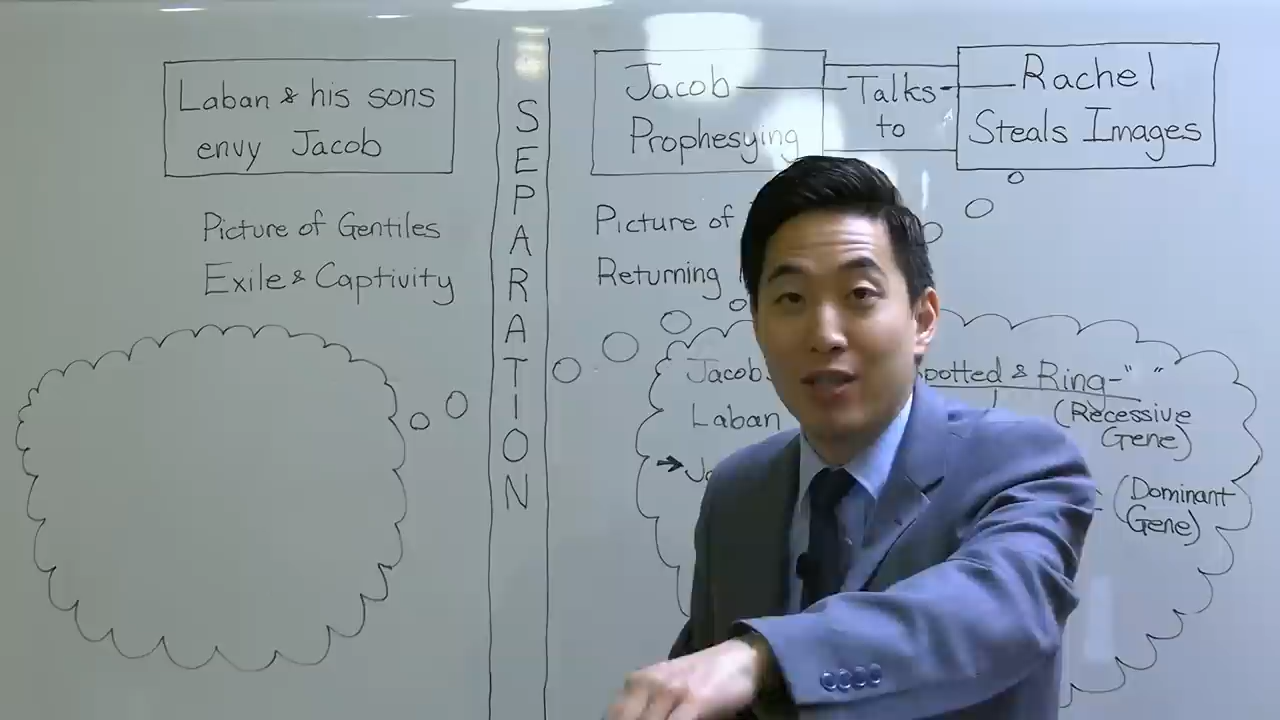 Laban & his sons
envy Jacob
Picture of Gentiles
Exile & Captivity
SEPARATION
Jacob
Prophesying
Talks
to
Rachel
Steals Images
Picture of
Returning
Jacob
Spotted & Ring-" "
Laban
(Recessive
Gene)
(Dominant
Gene)